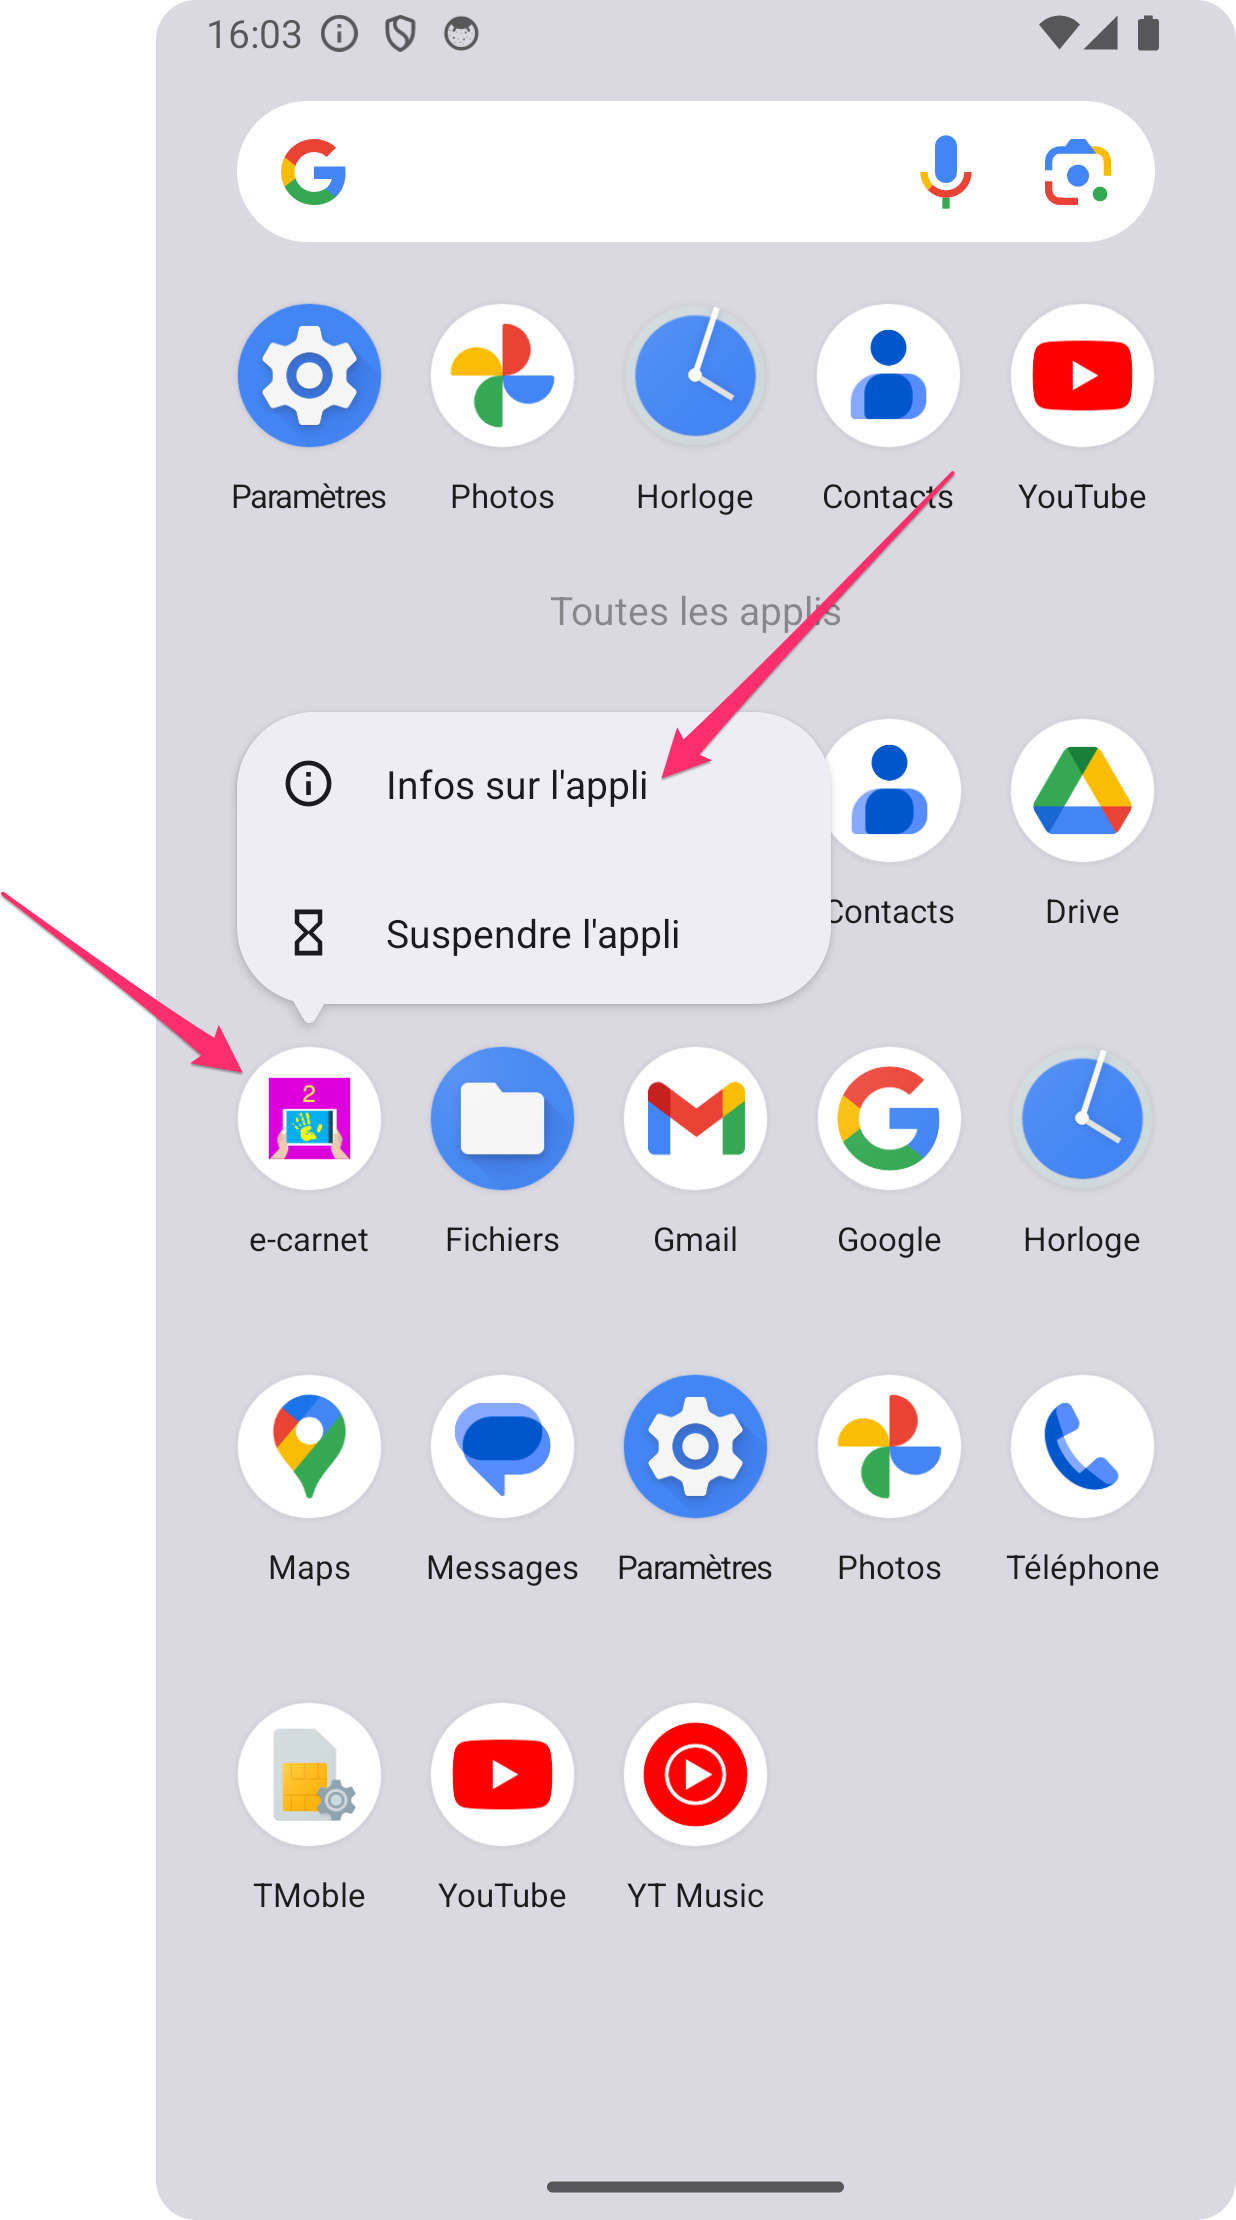 16:03
Paramètres
Photos
Horloge
Contacts
YouTube
Toutes les applis
Infos sur l'appli
Suspendre l'appli
Contacts
Drive
2
e-carnet
Fichiers
Gmail
Google
Horloge
Maps
Messages
Paramètres
Photos
Téléphone
TMoble
YouTube
YT Music